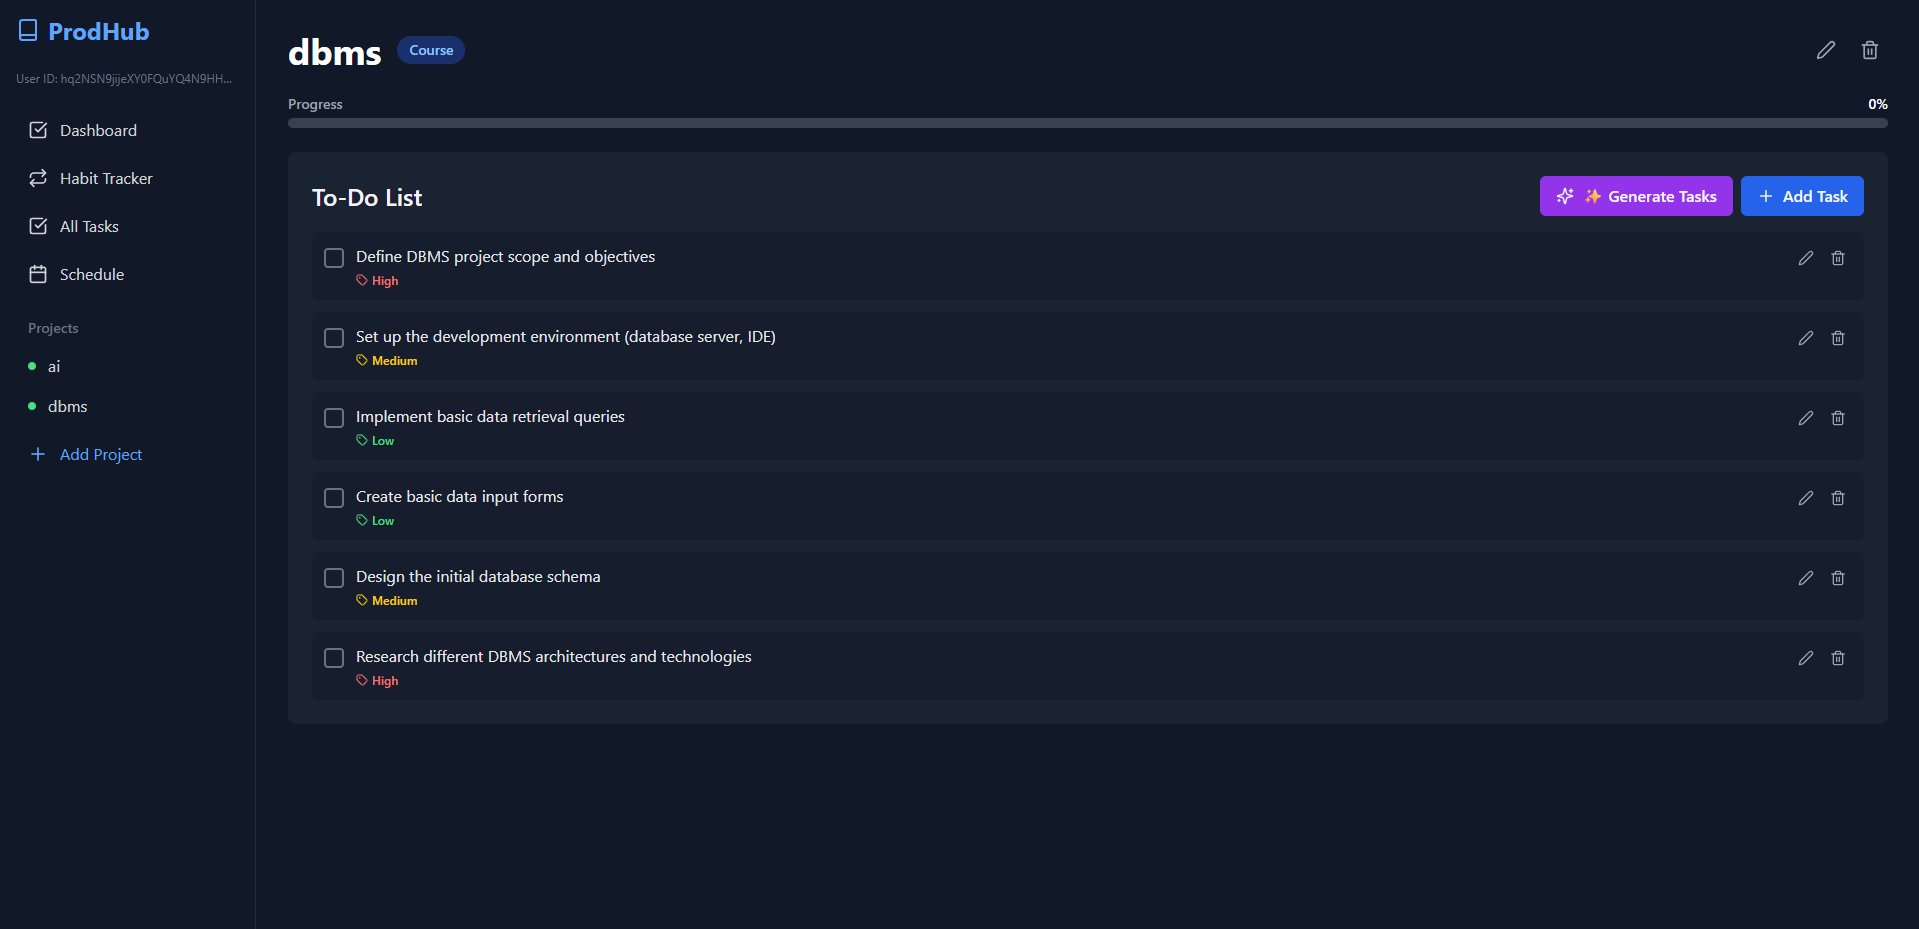 ProdHub
User ID: hq2NSN9jijeXY0FQuYQ4N9HH...
Dashboard
Habit Tracker
All Tasks
Schedule
Projects
ai
dbms
Add Project
dbms
Course
Progress
0%
To-Do List
✨ Generate Tasks
Add Task
Define DBMS project scope and objectives
High
Set up the development environment (database server, IDE)
Medium
Implement basic data retrieval queries
Low
Create basic data input forms
Low
Design the initial database schema
Medium
Research different DBMS architectures and technologies
High